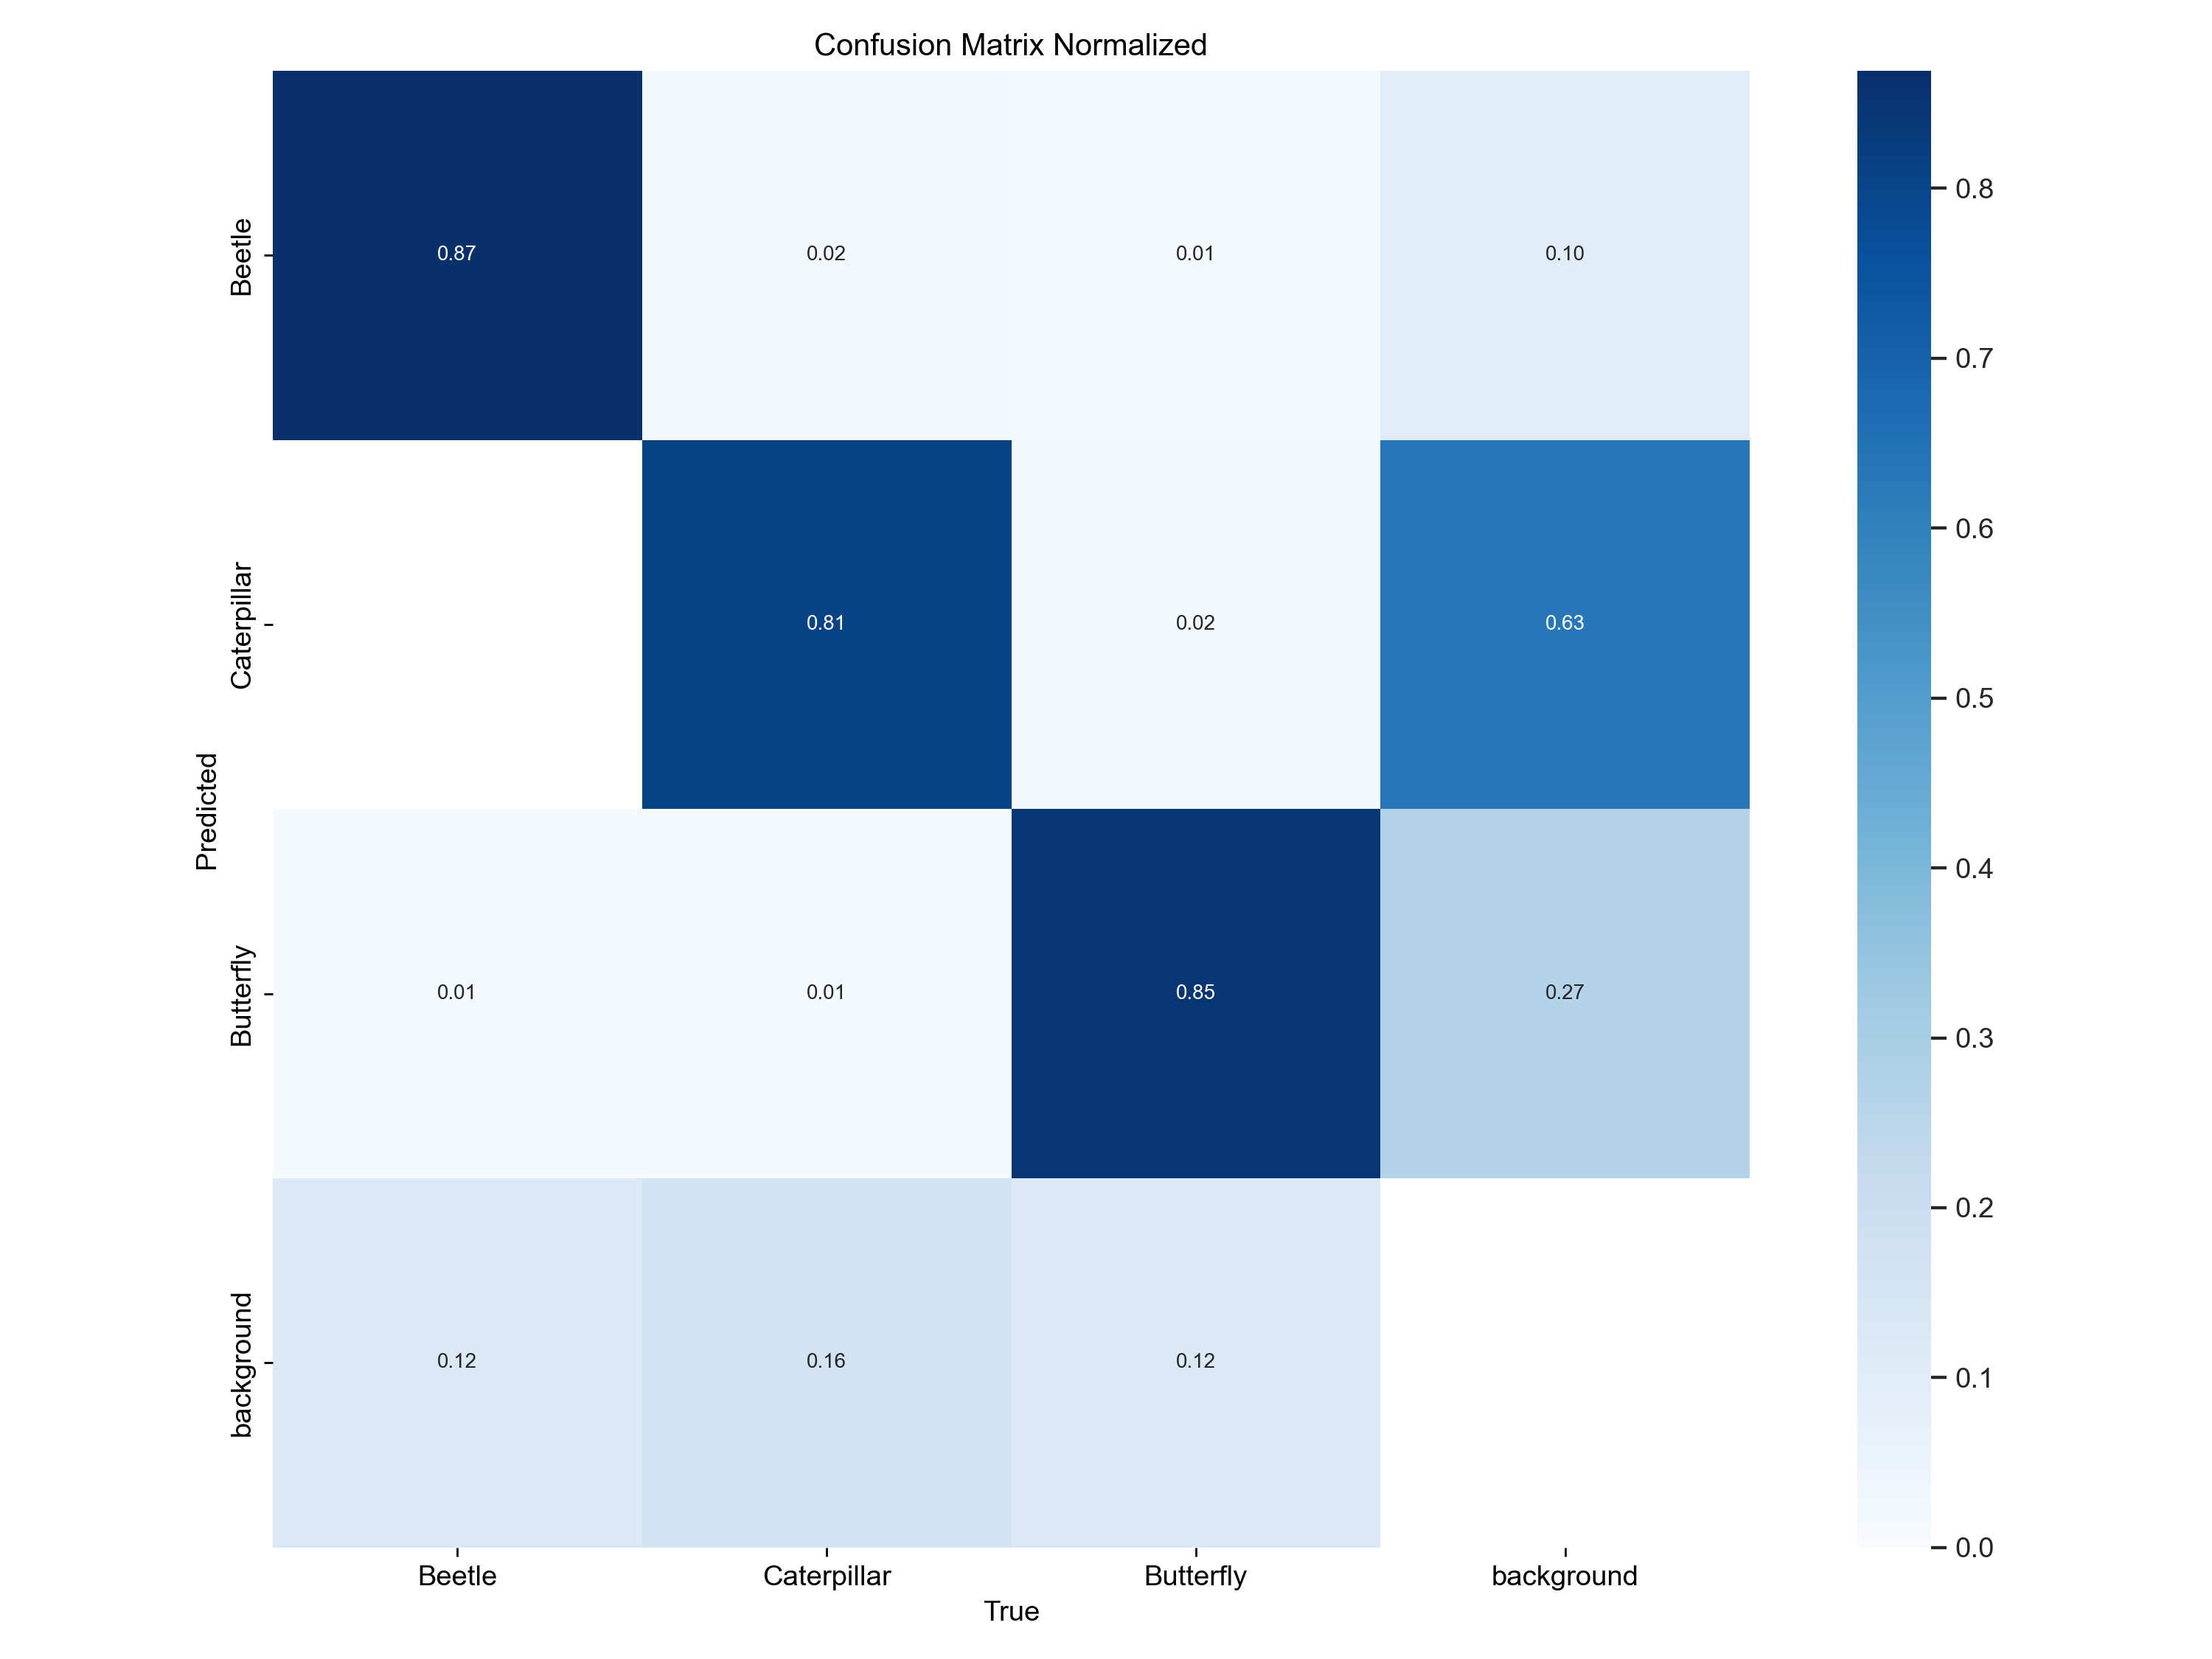 Confusion Matrix Normalized
Beetle
0.87
0.02
0.01
0.10
Caterpillar
0.81
0.02
0.63
Butterfly
0.01
0.01
0.85
0.27
background
0.12
0.16
0.12
Predicted
Beetle
Caterpillar
Butterfly
background
True
0.8
0.7
0.6
0.5
0.4
0.3
0.2
0.1
0.0